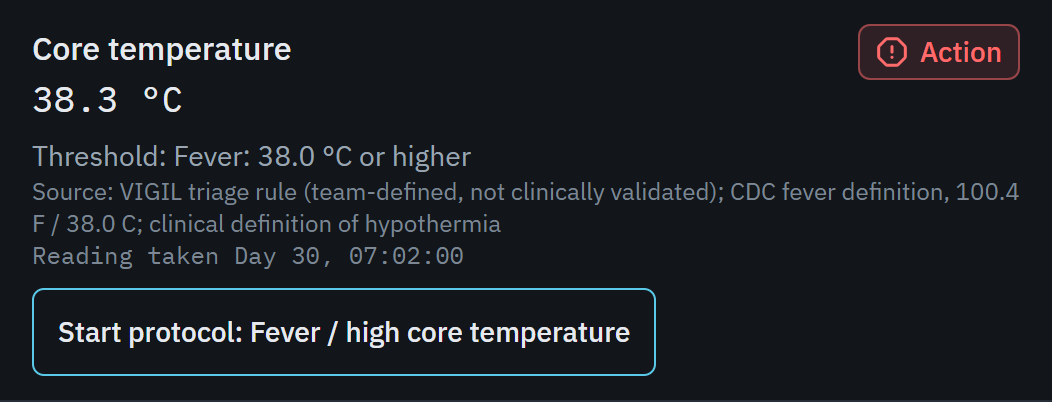 Core temperature
Action
38.3 °C
Threshold: Fever: 38.0 °C or higher
Source: VIGIL triage rule (team-defined, not clinically validated); CDC fever definition, 100.4
F / 38.0 C; clinical definition of hypothermia
Reading taken Day 30, 07:02:00
Start protocol: Fever / high core temperature